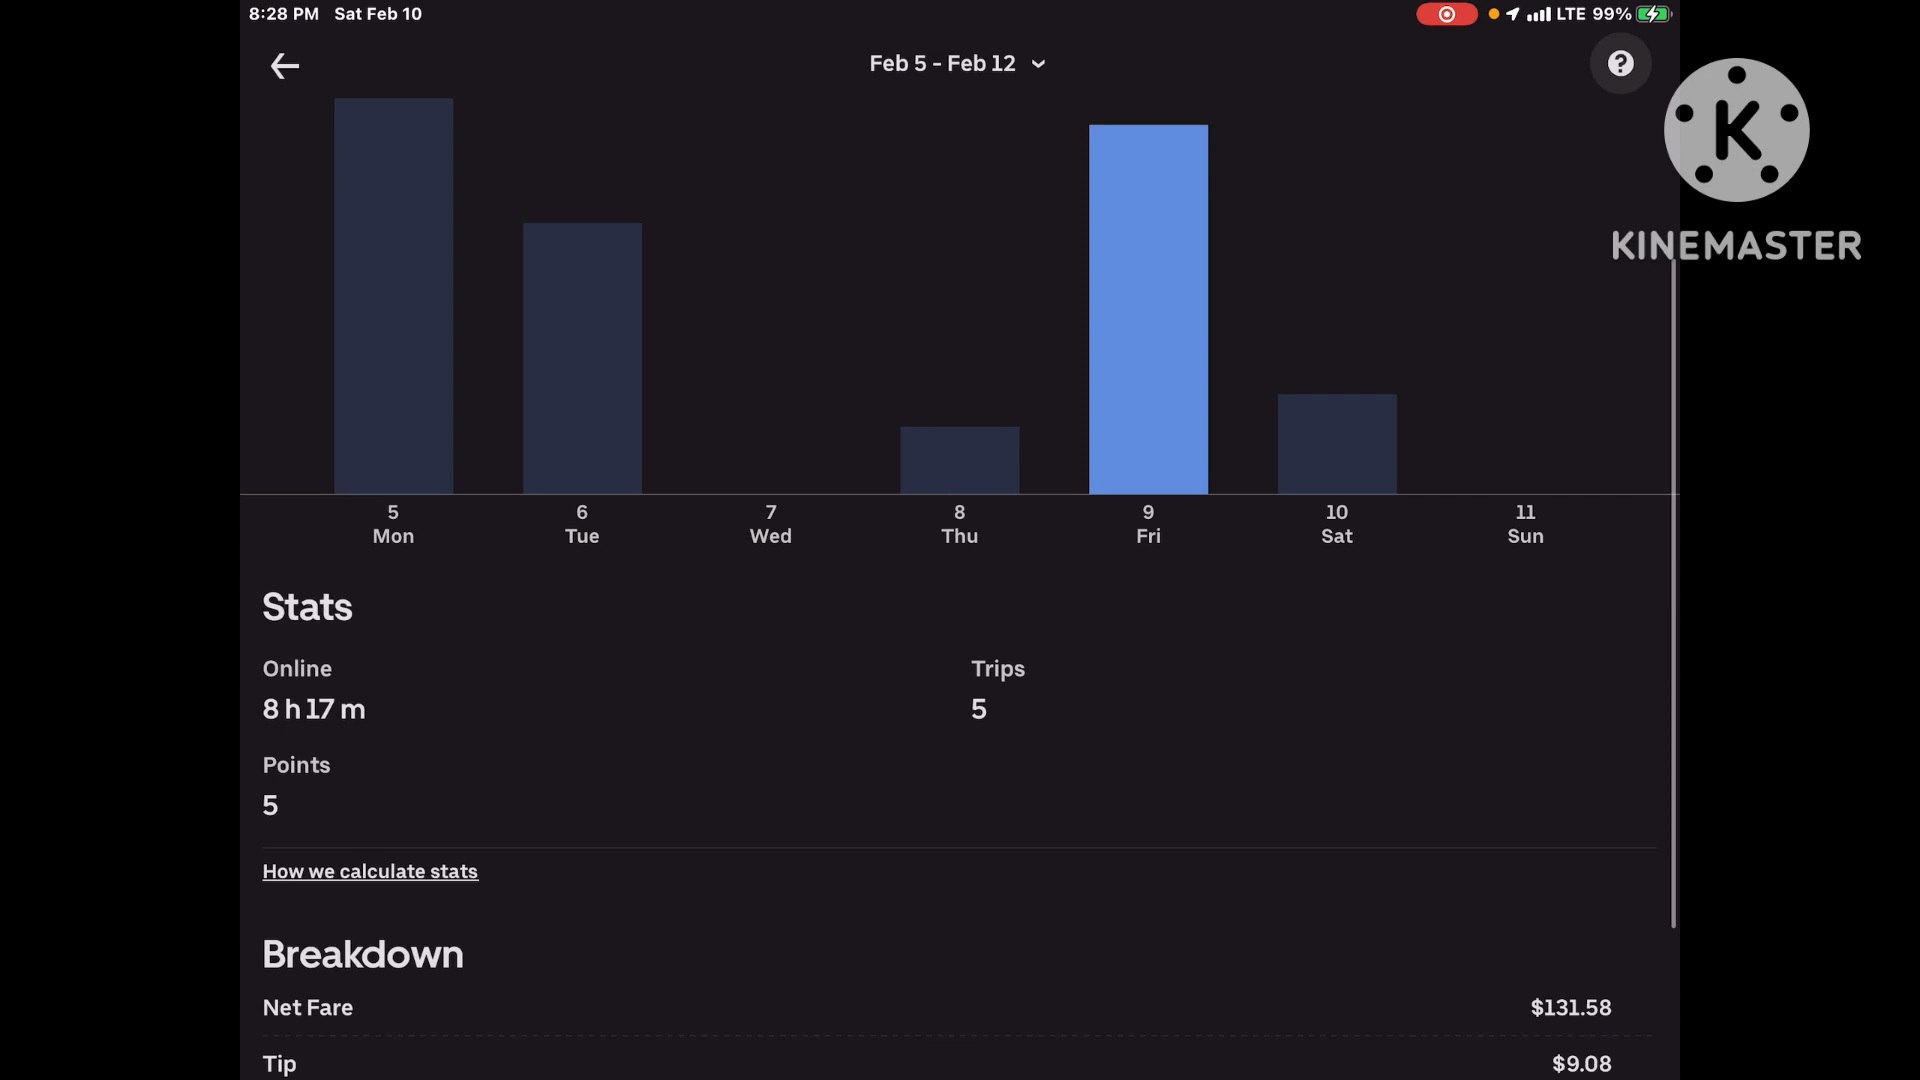 8:28 PM Sat Feb 10
LTE 99%
Feb 5 - Feb 12
?
K
KINEMASTER
5 6 7 8 9 10 11
Mon Tue Wed Thu Fri Sat Sun
Stats
Online Trips
8 h 17 m 5
Points
5
How we calculate stats
Breakdown
Net Fare $131.58
Tip $9.08